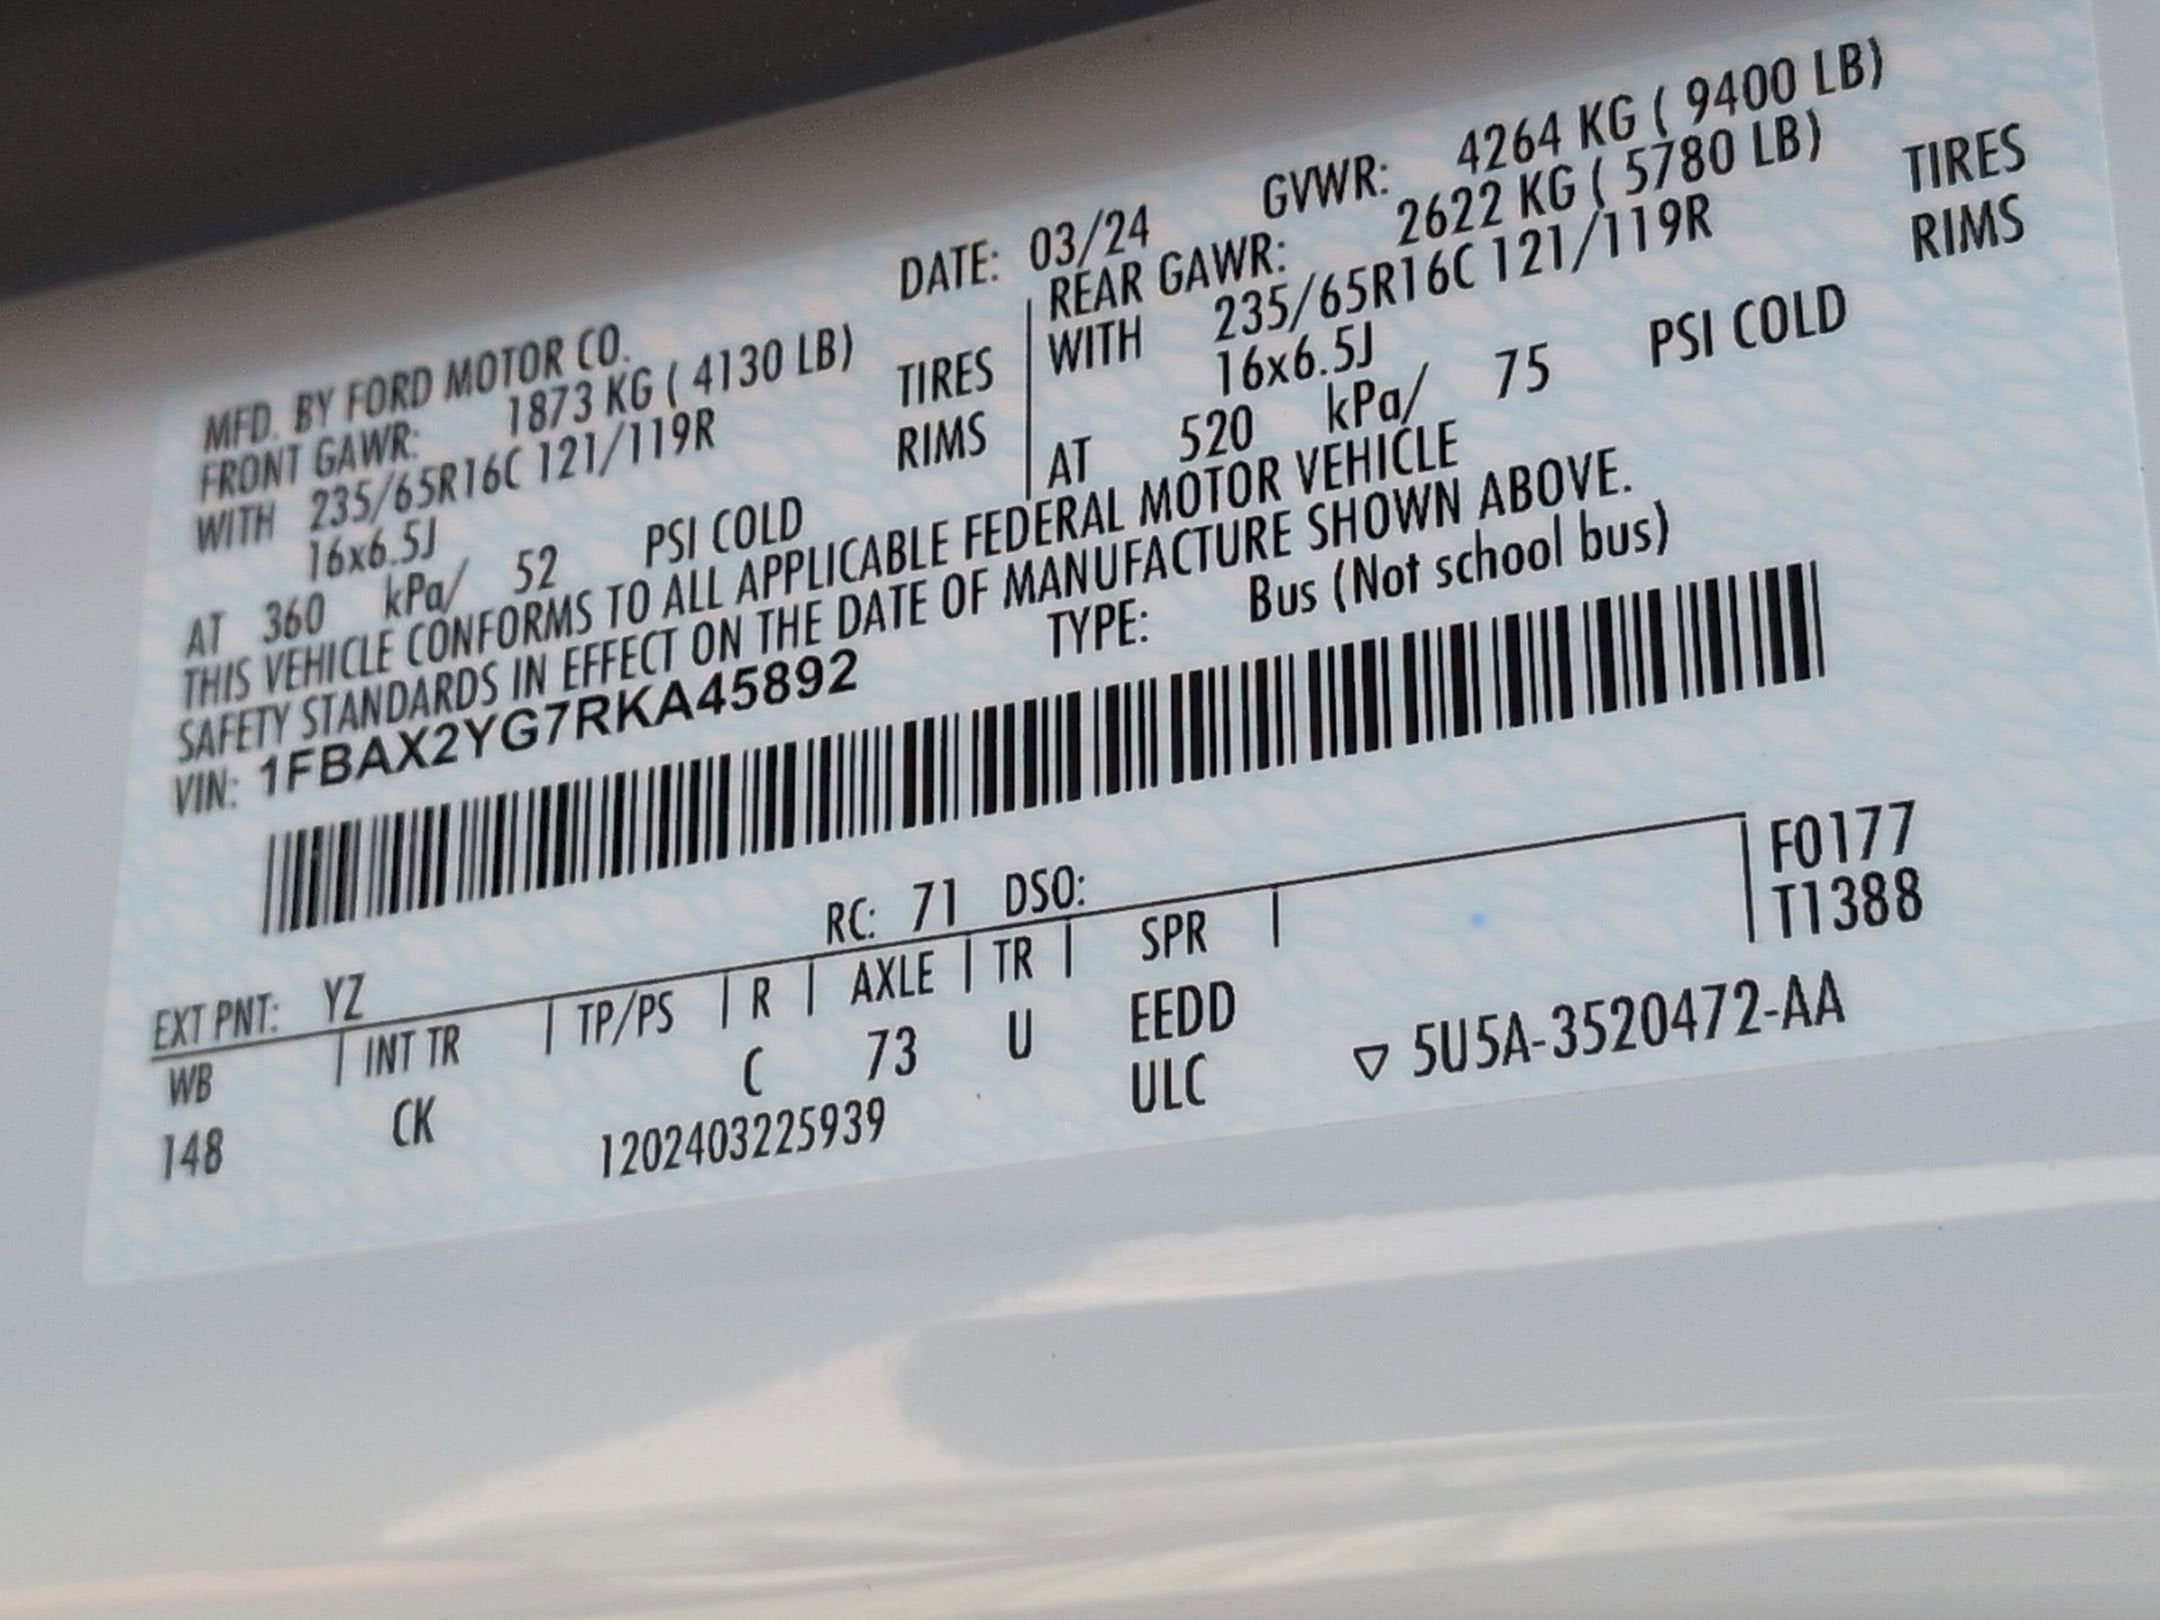 DATE: 03/24 GVWR: 4264 KG ( 9400 LB)
MFD. BY FORD MOTOR CO.
FRONT GAWR: 1873 KG ( 4130 LB)
WITH 235/65R16C 121/119R TIRES
16x6.5J RIMS
AT 360 kPa/ 52 PSI COLD
REAR GAWR: 2622 KG ( 5780 LB)
WITH 235/65R16C 121/119R TIRES
16x6.5J RIMS
AT 520 kPa/ 75 PSI COLD
THIS VEHICLE CONFORMS TO ALL APPLICABLE FEDERAL MOTOR VEHICLE
SAFETY STANDARDS IN EFFECT ON THE DATE OF MANUFACTURE SHOWN ABOVE.
VIN: 1FBAX2YG7RKA45892 TYPE: Bus (Not school bus)
EXT PNT: YZ RC: 71 DSO:
WB | INT TR | TP/PS | R | AXLE | TR | SPR |
148 CK C 73 U EEDD
1202403225939 ULC
F0177
T1388
▽ 5U5A-3520472-AA